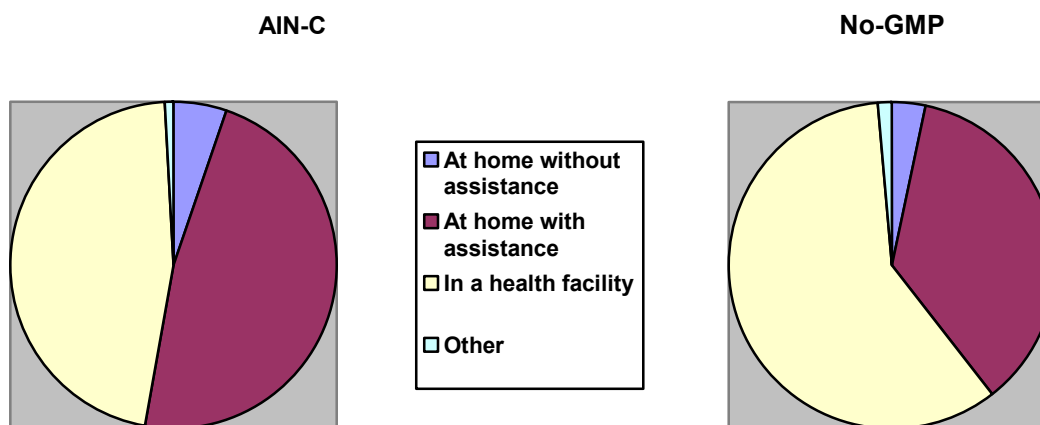 AIN-C
No-GMP
At home without
assistance
At home with
assistance
In a health facility
Other